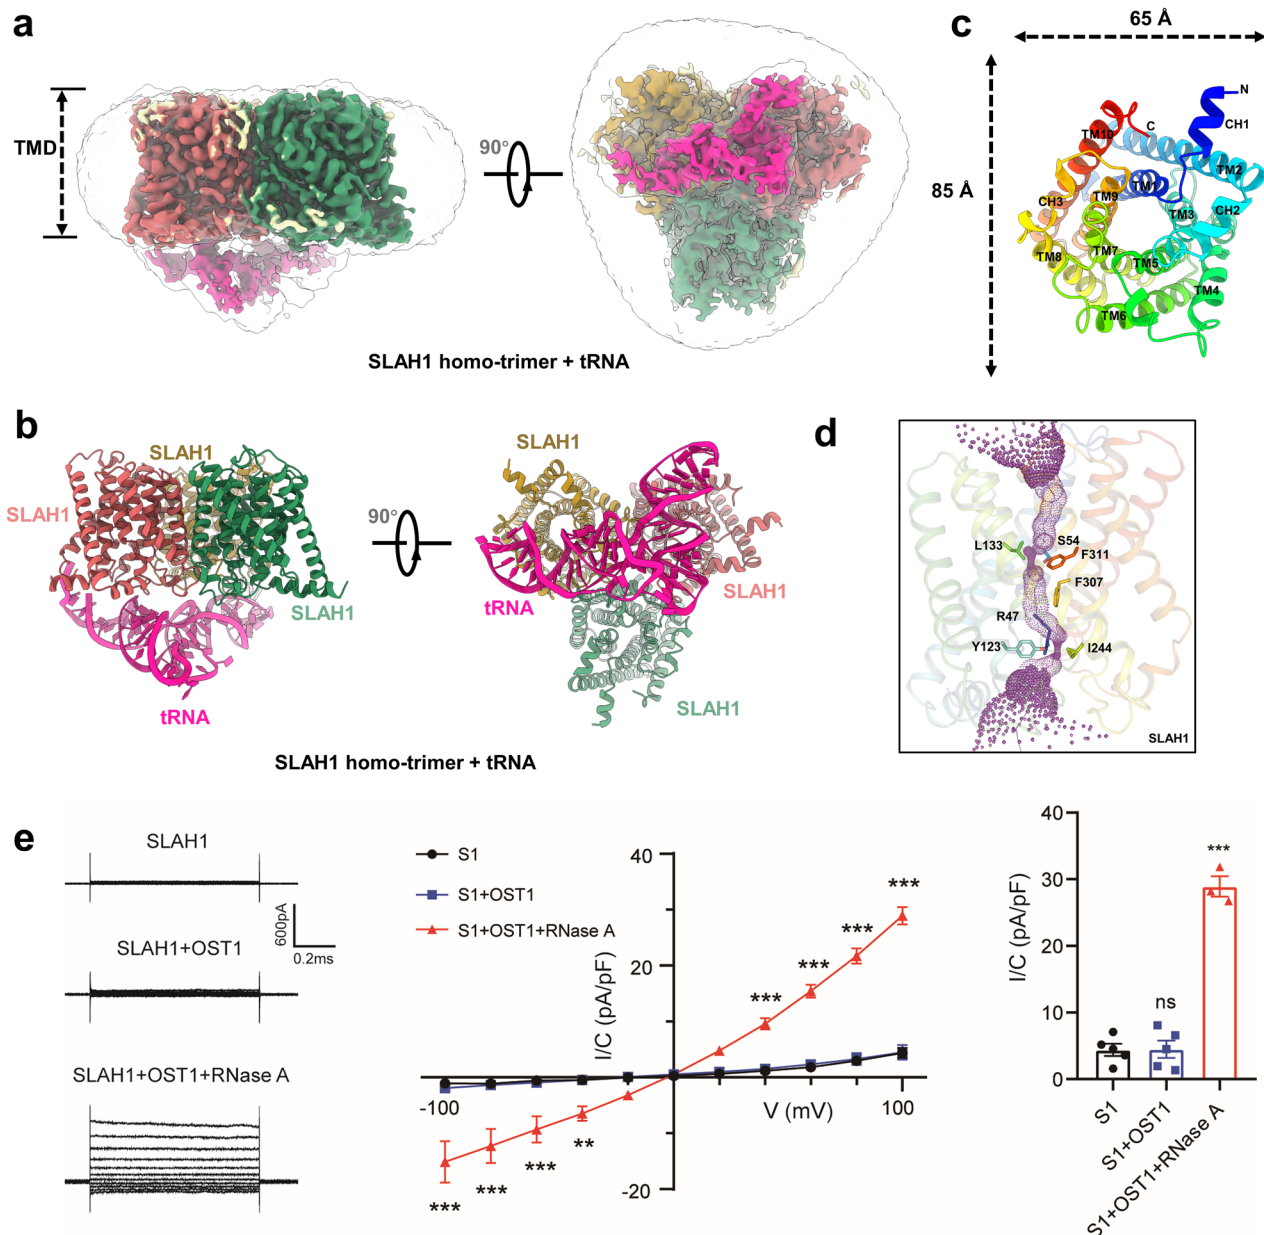 a
TMD
90°
SLAH1 homo-trimer + tRNA
c
65 Å
85 Å
N
C
CH1
TM10
TM2
TM1
TM9
CH3
TM3
CH2
TM7
TM5
TM8
TM4
TM6
b
SLAH1
SLAH1
SLAH1
tRNA
90°
SLAH1
SLAH1
tRNA
SLAH1
SLAH1 homo-trimer + tRNA
d
S54
L133
F311
F307
R47
Y123
I244
SLAH1
e
SLAH1
600pA
0.2ms
SLAH1+OST1
SLAH1+OST1+RNase A
S1
S1+OST1
S1+OST1+RNase A
I/C (pA/pF)
40
20
-20
-100
V (mV)
100
***
***
***
***
***
**
***
***
***
I/C (pA/pF)
40
30
20
10
0
ns
***
S1
S1+OST1
S1+OST1+RNase A